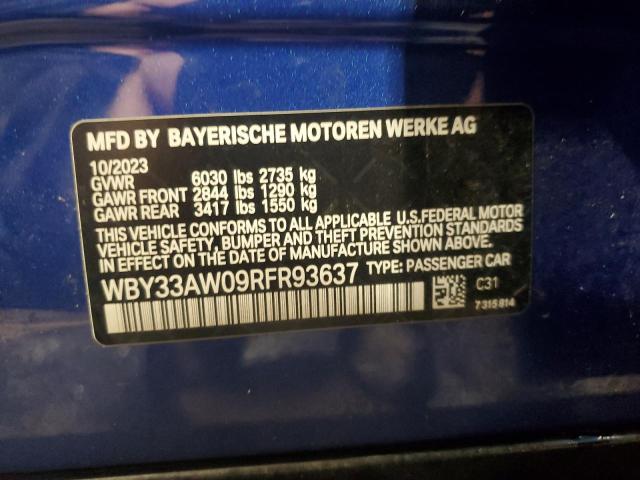 MFD BY BAYERISCHE MOTOREN WERKE AG
10/2023
GVWR 6030 lbs 2735 kg
GAWR FRONT 2844 lbs 1290 kg
GAWR REAR 3417 lbs 1550 kg
THIS VEHICLE CONFORMS TO ALL APPLICABLE U.S.FEDERAL MOTOR
VEHICLE SAFETY, BUMPER, AND THEFT PREVENTION STANDARDS
IN EFFECT ON THE DATE OF MANUFACTURE SHOWN ABOVE.
WBY33AW09RFR93637 TYPE: PASSENGER CAR
C31
7315814